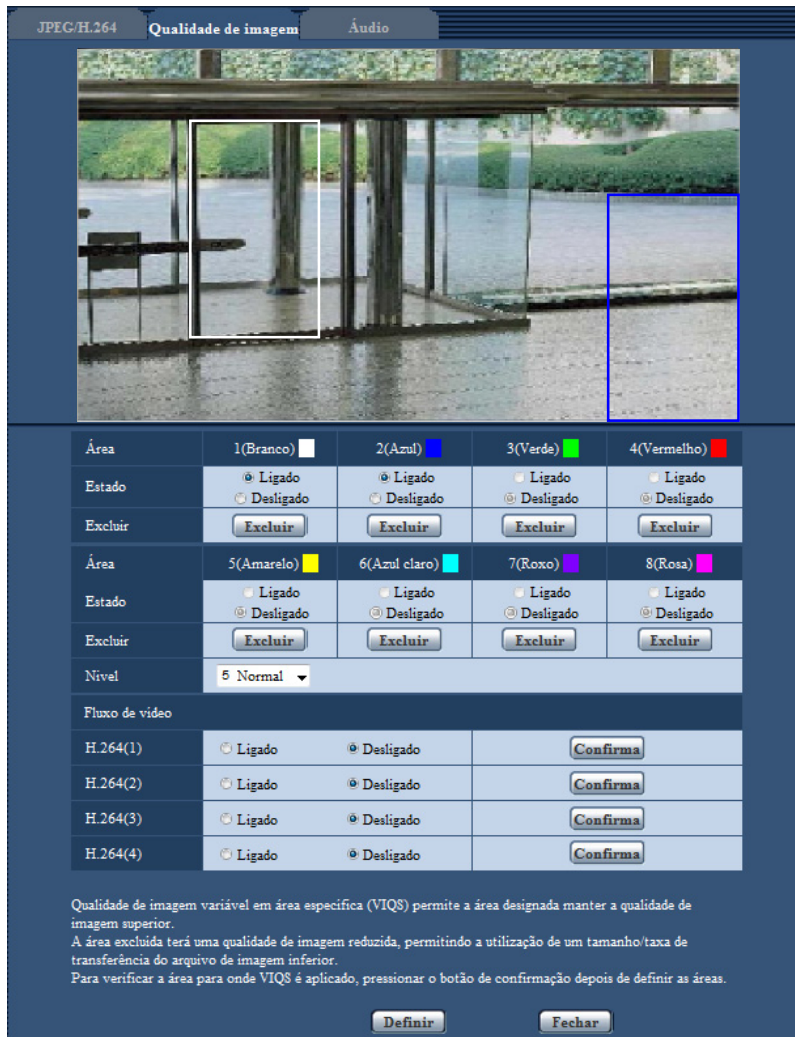 JPEG/H.264 Qualidade de imagem Áudio
Área 1(Branco) 2(Azul) 3(Verde) 4(Vermelho)
Estado Ligado Ligado Ligado Ligado
Desligado Desligado Desligado Desligado
Excluir Excluir Excluir Excluir Excluir
Área 5(Amarelo) 6(Azul claro) 7(Roxo) 8(Rosa)
Estado Ligado Ligado Ligado Ligado
Desligado Desligado Desligado Desligado
Excluir Excluir Excluir Excluir Excluir
Nível 5 Normal
Fluxo de vídeo
H.264(1) Ligado Desligado Confirma
H.264(2) Ligado Desligado Confirma
H.264(3) Ligado Desligado Confirma
H.264(4) Ligado Desligado Confirma
Qualidade de imagem variável em área especifica (VIQS) permite a área designada manter a qualidade de
imagem superior.
A área excluída terá uma qualidade de imagem reduzida, permitindo a utilização de um tamanho/taxa de
transferência do arquivo de imagem inferior.
Para verificar a área para onde VIQS é aplicado, pressionar o botão de confirmação depois de definir as áreas.
Definir Fechar